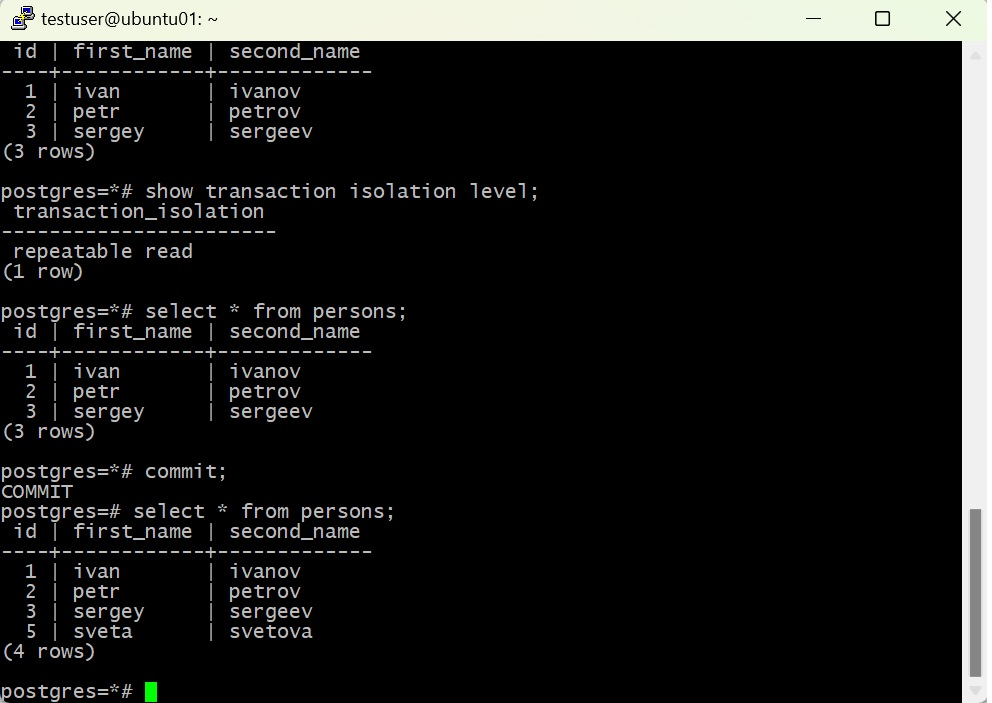 testuser@ubuntu01: ~
 id | first_name | second_name
----+------------+-------------
  1 | ivan       | ivanov
  2 | petr       | petrov
  3 | sergey     | sergeev
(3 rows)
postgres=*# show transaction isolation level;
 transaction_isolation
-----------------------
 repeatable read
(1 row)
postgres=*# select * from persons;
 id | first_name | second_name
----+------------+-------------
  1 | ivan       | ivanov
  2 | petr       | petrov
  3 | sergey     | sergeev
(3 rows)
postgres=*# commit;
COMMIT
postgres=# select * from persons;
 id | first_name | second_name
----+------------+-------------
  1 | ivan       | ivanov
  2 | petr       | petrov
  3 | sergey     | sergeev
  5 | sveta      | svetova
(4 rows)
postgres=*#